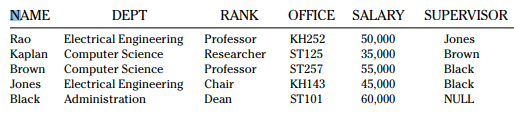 NAME DEPT RANK OFFICE SALARY SUPERVISOR
Rao Electrical Engineering Professor KH252 50,000 Jones
Kaplan Computer Science Researcher ST125 35,000 Brown
Brown Computer Science Professor ST257 55,000 Black
Jones Electrical Engineering Chair KH143 45,000 Black
Black Administration Dean ST101 60,000 NULL